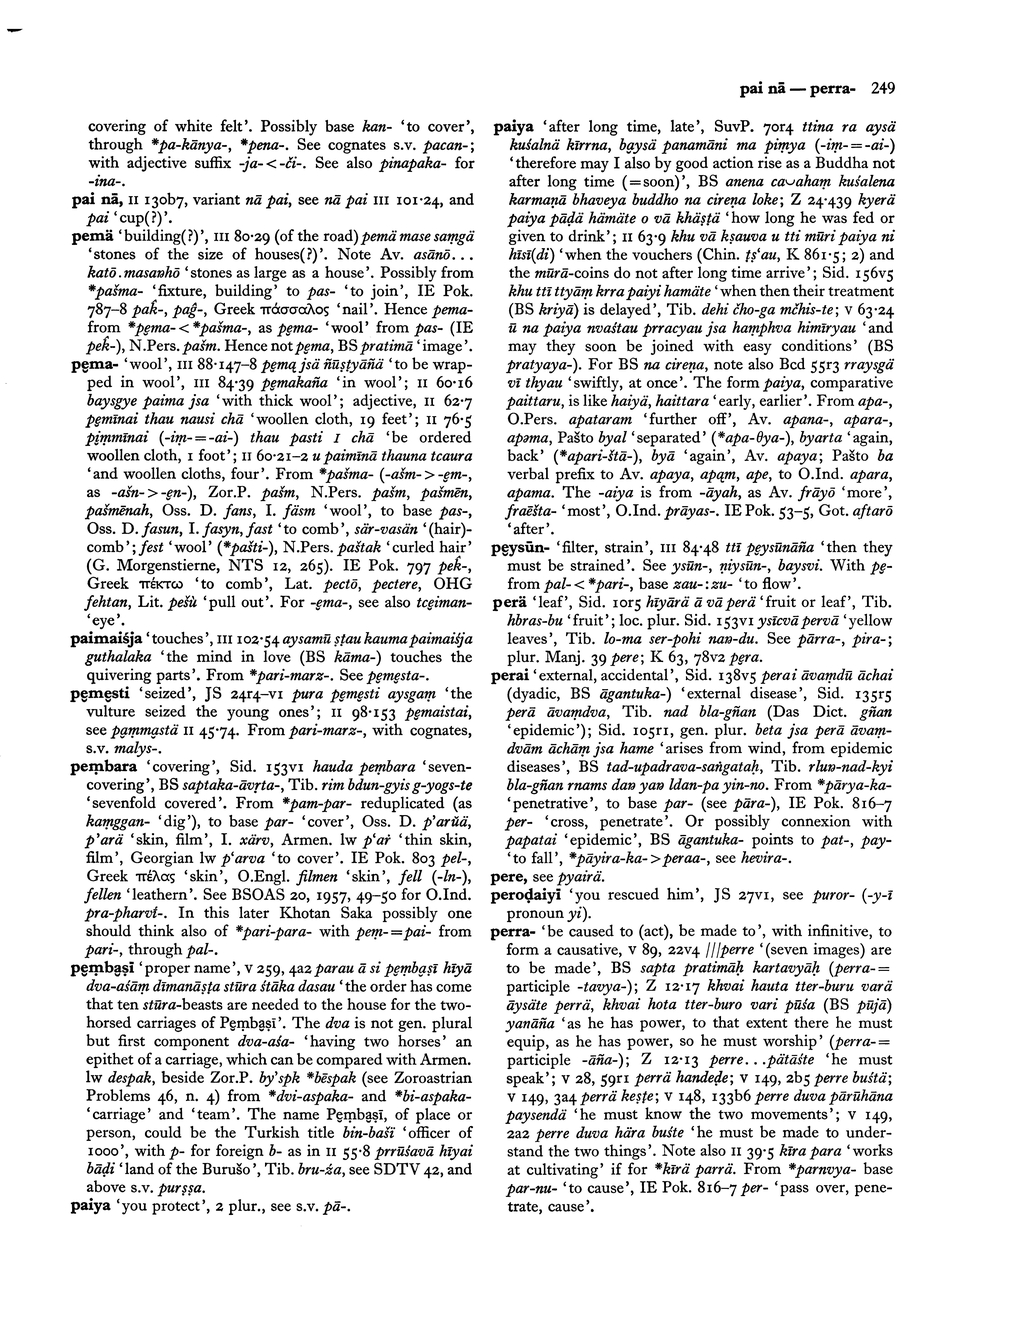 pai nā — perra- 249
covering of white felt’. Possibly base kan- ‘to cover’,
through *pa-kānya-, *pena-. See cognates s.v. pacan-;
with adjective suffix -ja- < -či-. See also pinapaka- for
-ina-.
pai nā, II 130b7, variant nā pai, see nā pai III 101·24, and
pai ‘cup(?)’.
pemä ‘building(?)’, III 80·29 (of the road) pemä mase saṃgä
‘stones of the size of houses(?)’. Note Av. asānō...
katō.masaŋhō ‘stones as large as a house’. Possibly from
*pašma- ‘fixture, building’ to pas- ‘to join’, IE Pok.
787–8 pak̂-, paĝ-, Greek πάσσαλος ‘nail’. Hence pema-
from *pęma- < *pašma-, as pęma- ‘wool’ from pas- (IE
pek̂-), N.Pers. pašm. Hence not pęma, BS pratimā ‘image’.
pęma- ‘wool’, III 88·147–8 pęmą jsä ñūṣṭyāñä ‘to be wrap-
ped in wool’, III 84·39 pęmakaña ‘in wool’; II 60·16
baysgye paima jsa ‘with thick wool’; adjective, II 62·7
pęmīnai thau nausi chā ‘woollen cloth, 19 feet’; II 76·5
pịṃmīnai (-iṃ- = -ai-) thau pasti 1 chā ‘be ordered
woollen cloth, 1 foot’; II 60·21–2 u paimīnā thauna tcaura
‘and woollen cloths, four’. From *pašma- (-ašm- > -ęm-,
as -ašn- > -ęn-), Zor.P. pašm, N.Pers. pašm, pašmēn,
pašmēnah, Oss. D. fans, I. fäsm ‘wool’, to base pas-,
Oss. D. fasun, I. fasyn, fast ‘to comb’, sär-vasän ‘(hair)-
comb’; fest ‘wool’ (*pašti-), N.Pers. paštak ‘curled hair’
(G. Morgenstierne, NTS 12, 265). IE Pok. 797 pek̂-,
Greek πέκτω ‘to comb’, Lat. pectō, pectere, OHG
fehtan, Lit. pešù ‘pull out’. For -ęma-, see also tcęiman-
‘eye’.
paimaiśja ‘touches’, III 102·54 aysamū ṣṭau kauma paimaiśja
guthalaka ‘the mind in love (BS kāma-) touches the
quivering parts’. From *pari-marz-. See pęmęsta-.
pęmęsti ‘seized’, JS 24r4–v1 pura pęmęsti aysgaṃ ‘the
vulture seized the young ones’; II 98·153 pęmaistai,
see pąmmąstä II 45·74. From pari-marz-, with cognates,
s.v. malys-.
peṃbara ‘covering’, Sid. 153v1 hauda peṃbara ‘seven-
covering’, BS saptaka-āvṛta-, Tib. rim bdun-gyis g-yogs-te
‘sevenfold covered’. From *pam-par- reduplicated (as
kaṃggan- ‘dig’), to base par- ‘cover’, Oss. D. p’arŭä,
p’arä ‘skin, film’, I. xärv, Armen. lw p‘aṙ ‘thin skin,
film’, Georgian lw p‘arva ‘to cover’. IE Pok. 803 pel-,
Greek πέλας ‘skin’, O.Engl. filmen ‘skin’, fell (-ln-),
fellen ‘leathern’. See BSOAS 20, 1957, 49–50 for O.Ind.
pra-pharvī-. In this later Khotan Saka possibly one
should think also of *pari-para- with peṃ- = pai- from
pari-, through pal-.
pęṃbąṣī ‘proper name’, V 259, 4a2 parau ā si pęṃbąṣī hīyā
dva-aśāṃ dīmanāṣṭa stūra śtāka dasau ‘the order has come
that ten stūra-beasts are needed to the house for the two-
horsed carriages of Pęṃbąṣī’. The dva is not gen. plural
but first component dva-aśa- ‘having two horses’ an
epithet of a carriage, which can be compared with Armen.
lw despak, beside Zor.P. by’spk *bēspak (see Zoroastrian
Problems 46, n. 4) from *dvi-aspaka- and *bi-aspaka-
‘carriage’ and ‘team’. The name Pęṃbąṣī, of place or
person, could be the Turkish title bin-baši ‘officer of
1000’, with p- for foreign b- as in II 55·8 prrūśavā hīyai
bāḍi ‘land of the Burušo’, Tib. bru-źa, see SDTV 42, and
above s.v. purṣṣa.
paiya ‘you protect’, 2 plur., see s.v. pā-.
paiya ‘after long time, late’, SuvP. 70r4 ttina ra aysä
kuśalnä kīrrna, bąysä panamāni ma piṃya (-iṃ- = -ai-)
‘therefore may I also by good action rise as a Buddha not
after long time (= soon)’, BS anena ca⏑ahaṃ kuśalena
karmaṇā bhaveya buddho na cireṇa loke; Z 24·439 kyerä
paiya pāḍä hämäte o vā khäṣṭä ‘how long he was fed or
given to drink’; II 63·9 khu vā kṣauva u tti mūri paiya ni
hīsī(di) ‘when the vouchers (Chin. tṣ‘au, K 861·5; 2) and
the mūrā-coins do not after long time arrive’; Sid. 156v5
khu ttī ttyāṃ krra paiyi hamäte ‘when then their treatment
(BS kriyā) is delayed’, Tib. dehi čho-ga mčhis-te; V 63·24
ū na paiya nvaśtau prracyau jsa haṃphva himīryau ‘and
may they soon be joined with easy conditions’ (BS
pratyaya-). For BS na cireṇa, note also Bcd 55r3 rraysgä
vī thyau ‘swiftly, at once’. The form paiya, comparative
paittaru, is like haiyä, haittara ‘early, earlier’. From apa-,
O.Pers. apataram ‘further off’, Av. apana-, apara-,
apəma, Pašto byal ‘separated’ (*apa-θya-), byarta ‘again,
back’ (*apari-štā-), byā ‘again’, Av. apaya; Pašto ba
verbal prefix to Av. apaya, apąm, ape, to O.Ind. apara,
apama. The -aiya is from -āyah, as Av. frāyō ‘more’,
fraēšta- ‘most’, O.Ind. prāyas-. IE Pok. 53–5, Got. aftarō
‘after’.
pęysūn- ‘filter, strain’, III 84·48 ttī pęysūnāña ‘then they
must be strained’. See ysūn-, ṇiysūn-, baysvi. With pę-
from pal- < *pari-, base zau-:zu- ‘to flow’.
perä ‘leaf’, Sid. 10r5 hīyārä ā vā perä ‘fruit or leaf’, Tib.
hbras-bu ‘fruit’; loc. plur. Sid. 153v1 ysīcvā pervā ‘yellow
leaves’, Tib. lo-ma ser-pohi naṅ-du. See pārra-, pira-;
plur. Manj. 39 pere; K 63, 78v2 pęra.
perai ‘external, accidental’, Sid. 138v5 perai āvaṃdū āchai
(dyadic, BS āgantuka-) ‘external disease’, Sid. 135r5
perā āvaṃdva, Tib. nad bla-gñan (Das Dict. gñan
‘epidemic’); Sid. 105r1, gen. plur. beta jsa perā āvaṃ-
dvām āchāṃ jsa hame ‘arises from wind, from epidemic
diseases’, BS tad-upadrava-saṅgataḥ, Tib. rluṅ-nad-kyi
bla-gñan rnams daṅ yaṅ ldan-pa yin-no. From *pārya-ka-
‘penetrative’, to base par- (see pāra-), IE Pok. 816–7
per- ‘cross, penetrate’. Or possibly connexion with
papatai ‘epidemic’, BS āgantuka- points to pat-, pay-
‘to fall’, *pāyira-ka- > peraa-, see hevira-.
pere, see pyairä.
peroḍaiyī ‘you rescued him’, JS 27v1, see puror- (-y-ī
pronoun yi).
perra- ‘be caused to (act), be made to’, with infinitive, to
form a causative, V 89, 22v4 ///perre ‘(seven images) are
to be made’, BS sapta pratimāḥ kartavyāḥ (perra- =
participle -tavya-); Z 12·17 khvai hauta tter-buru varä
āysäte perrä, khvai hota tter-buro vari pūśa (BS pūjā)
yanāña ‘as he has power, to that extent there he must
equip, as he has power, so he must worship’ (perra- =
participle -āña-); Z 12·13 perre...pätāśte ‘he must
speak’; V 28, 59r1 perrä handeḍe; V 149, 2b5 perre buśtä;
V 149, 3a4 perrä keṣṭe; V 148, 133b6 perre duva pārūhāna
paysendä ‘he must know the two movements’; V 149,
2a2 perre duva hära buśte ‘he must be made to under-
stand the two things’. Note also II 39·5 kīra para ‘works
at cultivating’ if for *kīrä parrä. From *parnvya- base
par-nu- ‘to cause’, IE Pok. 816–7 per- ‘pass over, pene-
trate, cause’.